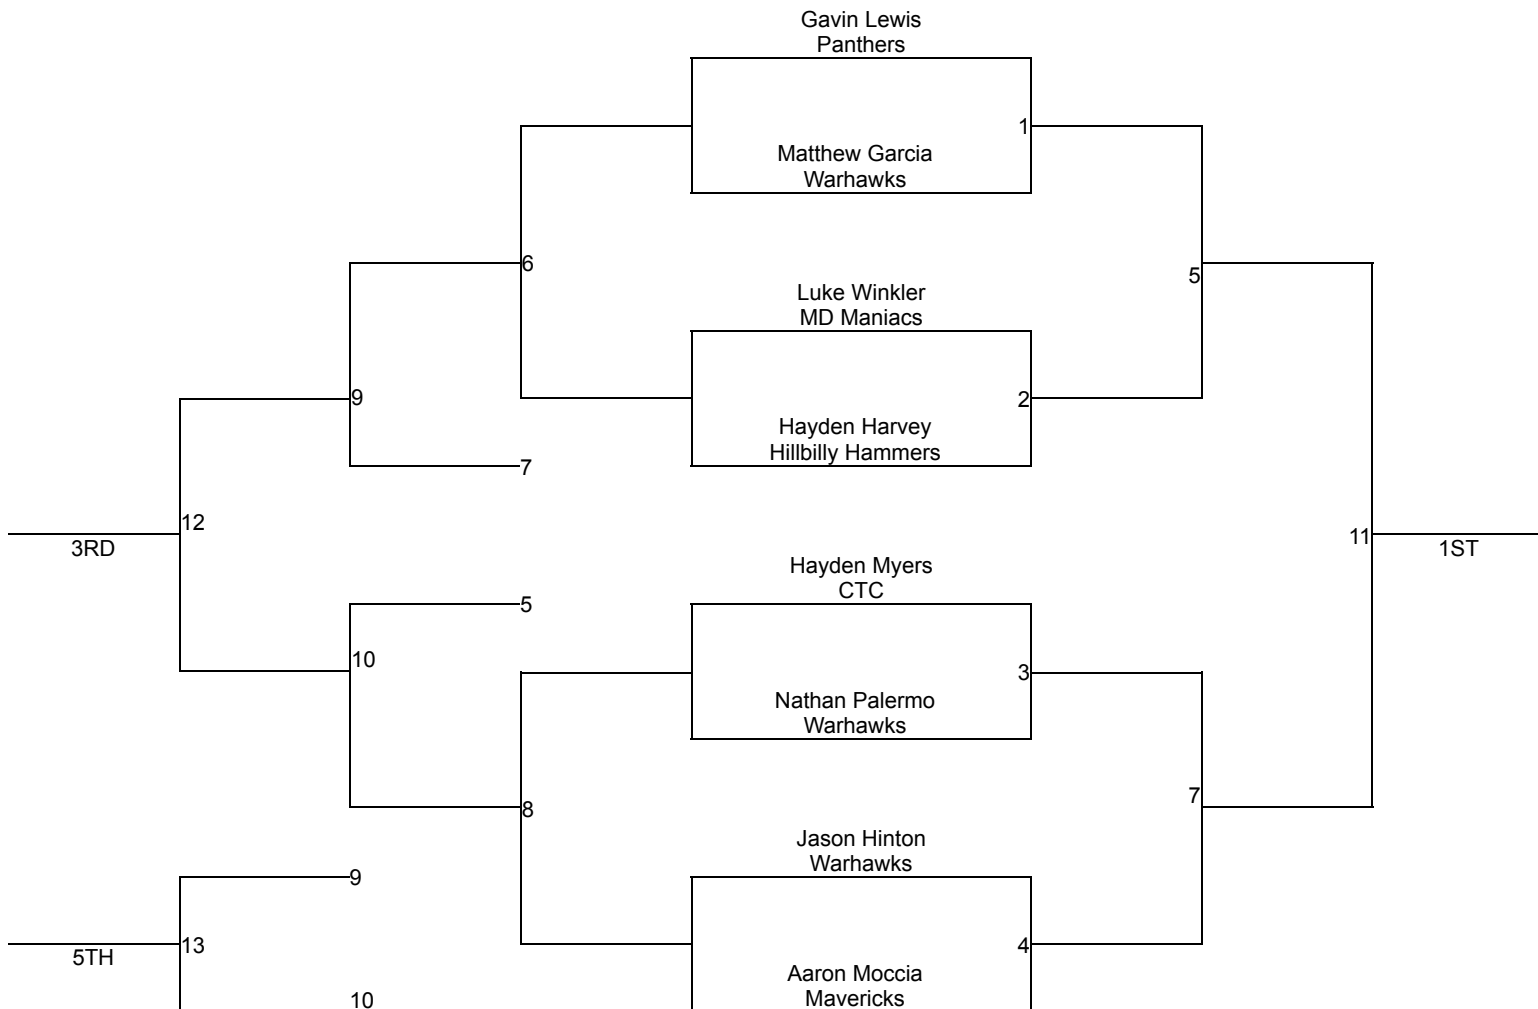 Gavin Lewis
Panthers
1
Matthew Garcia
Warhawks
6
5
Luke Winkler
MD Maniacs
9
2
Hayden Harvey
Hillbilly Hammers
7
12
3RD
11
1ST
Hayden Myers
CTC
5
10
3
Nathan Palermo
Warhawks
7
8
Jason Hinton
Warhawks
9
13
5TH
4
Aaron Moccia
Mavericks
10